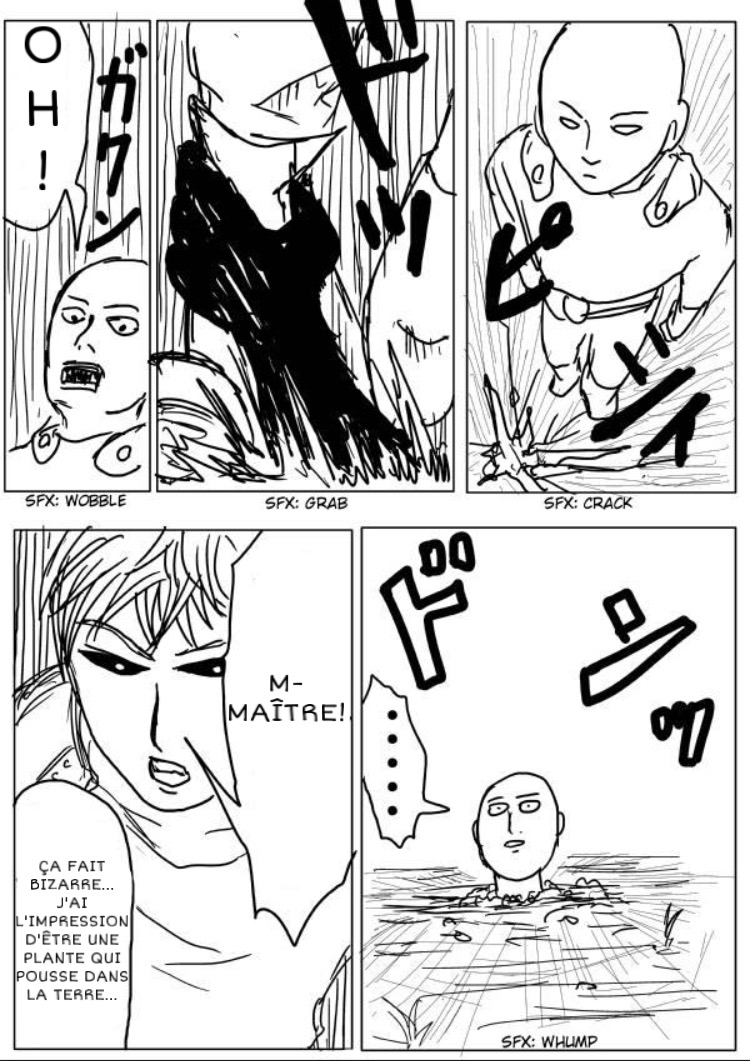 ピシィ
SFX: CRACK
ドッ
SFX: GRAB
ガクン
O
H
!
SFX: WOBBLE
ドンッ
.....
SFX: WHUMP
M-
MAÎTRE!.
ÇA FAIT
BIZARRE...
J'AI
L'IMPRESSION
D'ÊTRE UNE
PLANTE QUI
POUSSE DANS
LA TERRE...